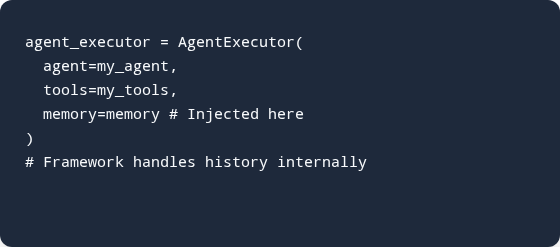 agent_executor = AgentExecutor(
  agent=my_agent,
  tools=my_tools,
  memory=memory # Injected here
)
# Framework handles history internally